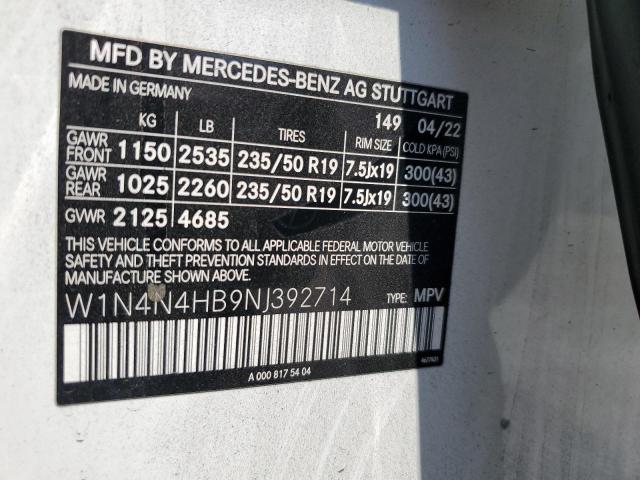 MFD BY MERCEDES-BENZ AG STUTTGART
MADE IN GERMANY 149 04/22
KG LB TIRES RIM SIZE COLD KPA(PSI)
GAWR FRONT 1150 2535 235/50 R19 7.5Jx19 300(43)
GAWR REAR 1025 2260 235/50 R19 7.5Jx19 300(43)
GVWR 2125 4685
THIS VEHICLE CONFORMS TO ALL APPLICABLE FEDERAL MOTOR VEHICLE
SAFETY AND THEFT PREVENTION STANDARDS IN EFFECT ON THE DATE OF
MANUFACTURE SHOWN ABOVE.
W1N4N4HB9NJ392714 TYPE: MPV
A 000 817 54 04